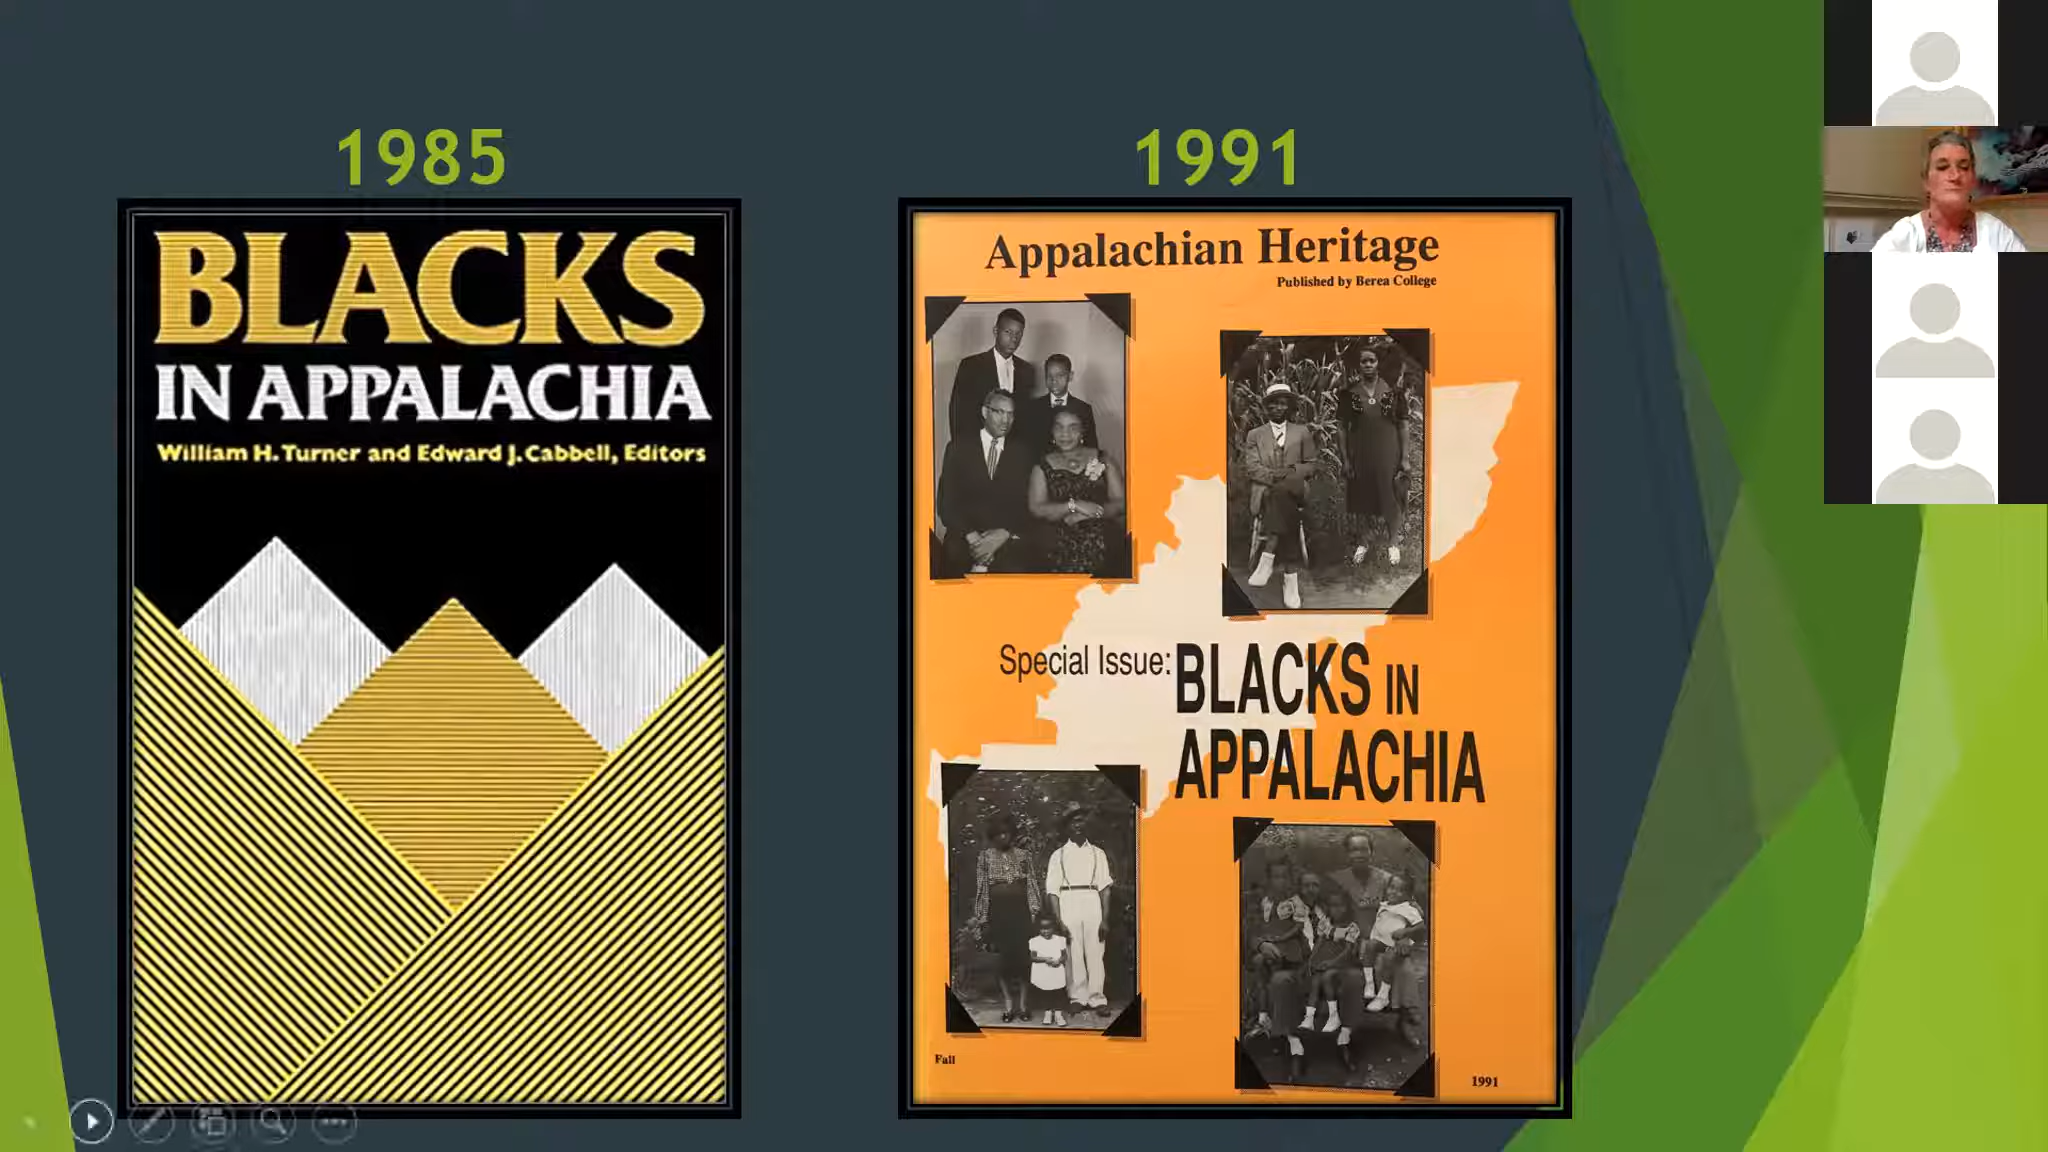 1985
BLACKS
IN APPALACHIA
William H. Turner and Edward J. Cabbell, Editors
1991
Appalachian Heritage
Published by Berea College
Special Issue: BLACKS IN
APPALACHIA
Fall
1991